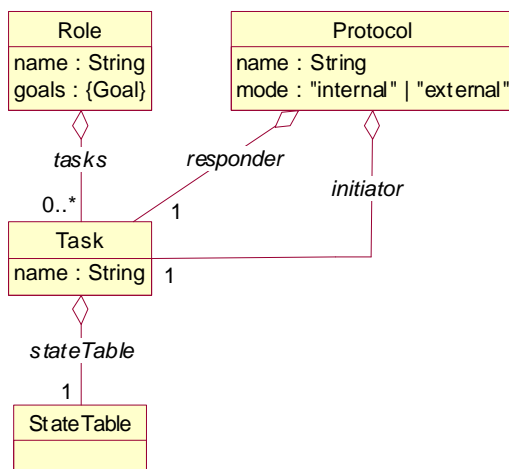 Role
name : String
goals : {Goal}
Protocol
name : String
mode : "internal" | "external"
tasks
responder
initiator
0..*
1
Task
name : String
1
stateTable
1
StateTable